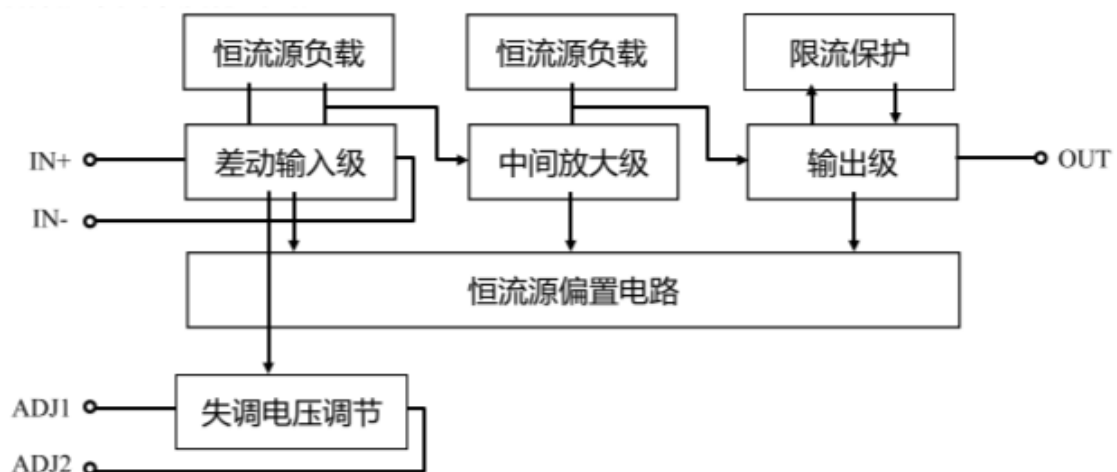 恒流源负载
恒流源负载
限流保护
IN+
差动输入级
中间放大级
输出级
OUT
IN-
恒流源偏置电路
ADJ1
失调电压调节
ADJ2